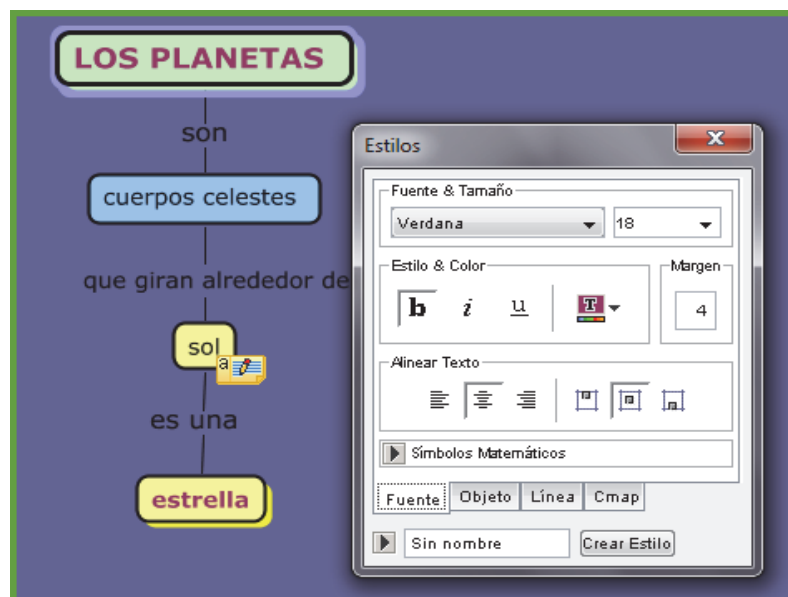 LOS PLANETAS
son
cuerpos celestes
que giran alrededor de
sol
a
es una
estrella
Estilos
Fuente & Tamaño
Verdana 18
Estilo & Color Margen
b i u T 4
Alinear Texto
Símbolos Matemáticos
Fuente Objeto Línea Cmap
Sin nombre Crear Estilo